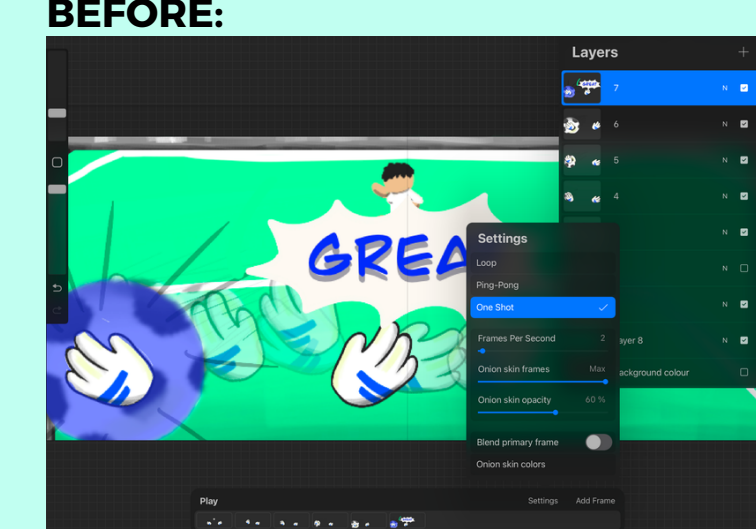 BEFORE:
Layers
7 N
6 N
5 N
4 N
N
N
N
ayer 8 N
ackground colour
GREA
Settings
Loop
Ping-Pong
One Shot
Frames Per Second 2
Onion skin frames Max
Onion skin opacity 60 %
Blend primary frame
Onion skin colors
Play Settings Add Frame